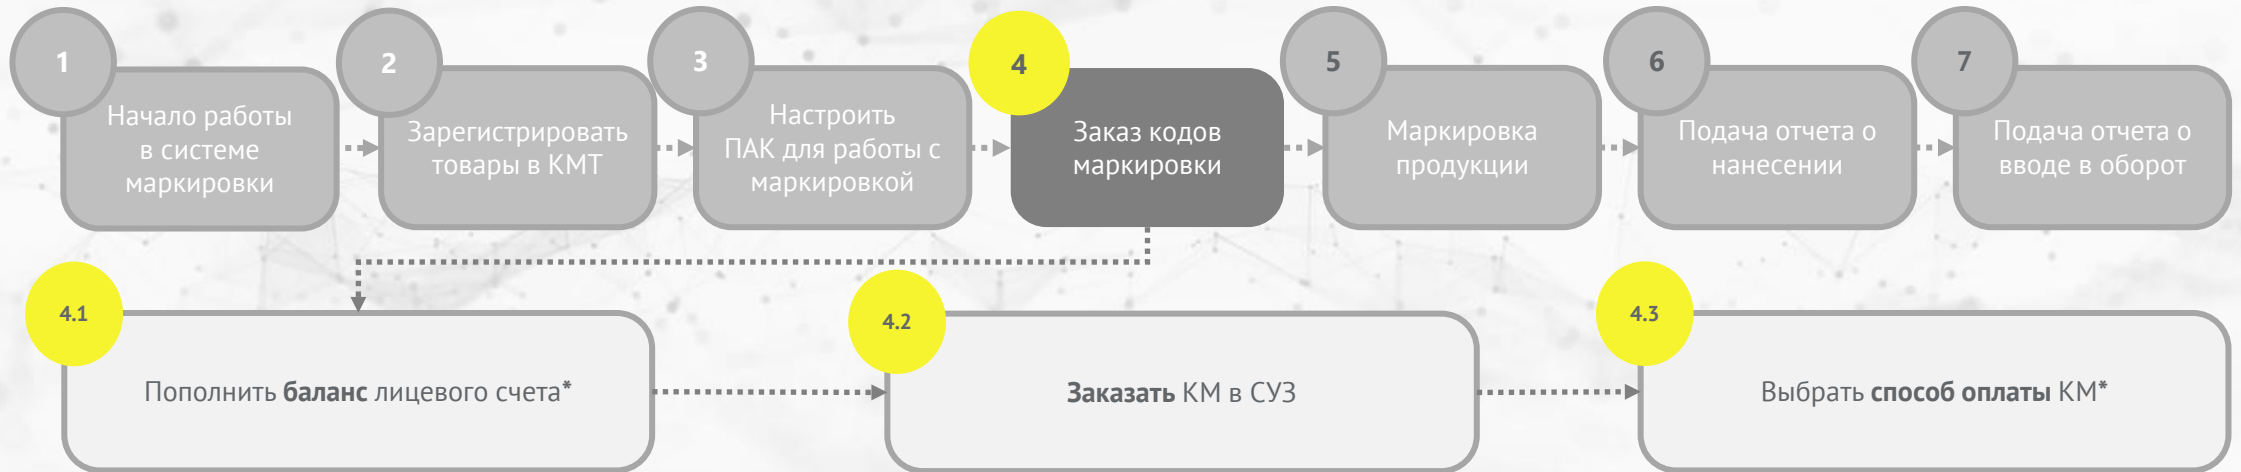 1
Начало работы
в системе
маркировки
2
Зарегистрировать
товары в КМТ
3
Настроить
ПАК для работы с
маркировкой
4
Заказ кодов
маркировки
5
Маркировка
продукции
6
Подача отчета о
нанесении
7
Подача отчета о
вводе в оборот
4.1
Пополнить баланс лицевого счета*
4.2
Заказать КМ в СУЗ
4.3
Выбрать способ оплаты КМ*